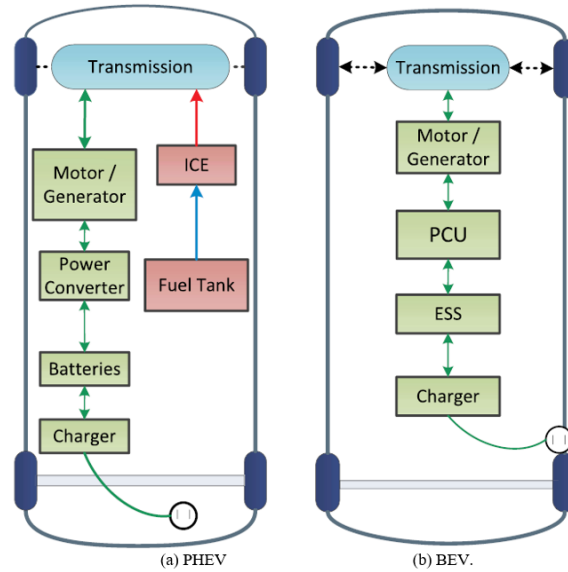 Transmission
Motor /
Generator
ICE
Power
Converter
Fuel Tank
Batteries
Charger
(a) PHEV
Transmission
Motor /
Generator
PCU
ESS
Charger
(b) BEV.